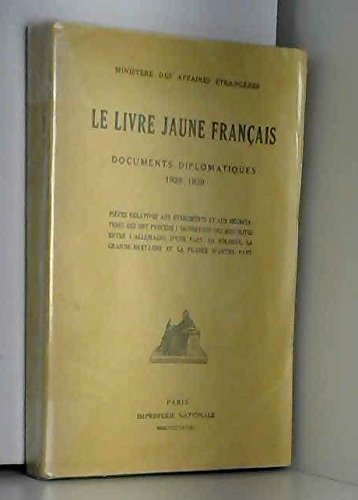 MINISTÈRE DES AFFAIRES ÉTRANGÈRES
LE LIVRE JAUNE FRANÇAIS
DOCUMENTS DIPLOMATIQUES
1938-1939
PIÈCES RELATIVES AUX ÉVÉNEMENTS ET AUX NÉGOCIA-
TIONS QUI ONT PRÉCÉDÉ L'OUVERTURE DES HOSTILITÉS
ENTRE L'ALLEMAGNE D'UNE PART, LA POLOGNE, LA
GRANDE-BRETAGNE ET LA FRANCE D'AUTRE PART
PARIS
IMPRIMERIE NATIONALE